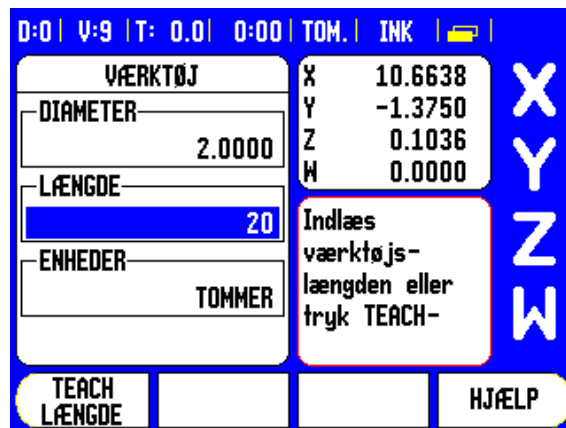 D:0 | V:9 | T: 0.0 | 0:00 | TOM. | INK
VÆRKTØJ
DIAMETER
2.0000
LÆNGDE
20
ENHEDER
TOMMER
X 10.6638
Y -1.3750
Z 0.1036
W 0.0000
Indlæs
værktøjs-
længden eller
tryk TEACH-
X
Y
Z
W
TEACH
LÆNGDE
HJÆLP